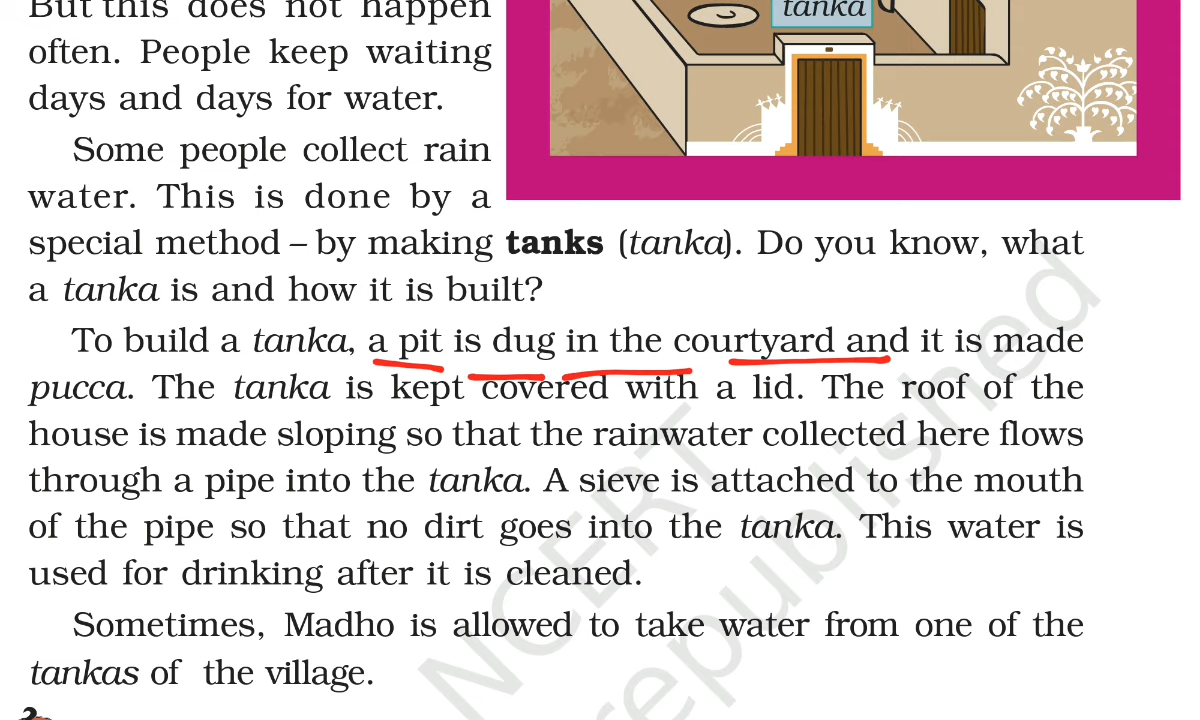 But this does not happen
often. People keep waiting
days and days for water.
tanka
Some people collect rain
water. This is done by a
special method – by making tanks (tanka). Do you know, what
a tanka is and how it is built?
To build a tanka, a pit is dug in the courtyard and it is made
pucca. The tanka is kept covered with a lid. The roof of the
house is made sloping so that the rainwater collected here flows
through a pipe into the tanka. A sieve is attached to the mouth
of the pipe so that no dirt goes into the tanka. This water is
used for drinking after it is cleaned.
Sometimes, Madho is allowed to take water from one of the
tankas of the village.
NCERT
republished